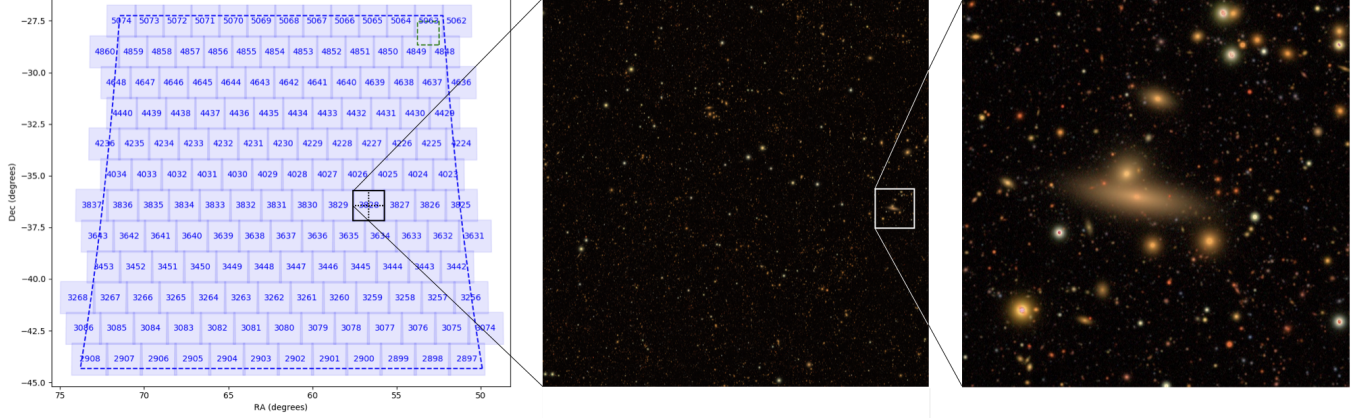 −27.5 5074 5073 5072 5071 5070 5069 5068 5067 5066 5065 5064 5063 5062
4860 4859 4858 4857 4856 4855 4854 4853 4852 4851 4850 4849 4848
−30.0 4648 4647 4646 4645 4644 4643 4642 4641 4640 4639 4638 4637 4636
4440 4439 4438 4437 4436 4435 4434 4433 4432 4431 4430 4429
−32.5
4236 4235 4234 4233 4232 4231 4230 4229 4228 4227 4226 4225 4224
−35.0 4034 4033 4032 4031 4030 4029 4028 4027 4026 4025 4024 4023
Dec (degrees)
3837 3836 3835 3834 3833 3832 3831 3830 3829 3828 3827 3826 3825
−37.5
3643 3642 3641 3640 3639 3638 3637 3636 3635 3634 3633 3632 3631
3453 3452 3451 3450 3449 3448 3447 3446 3445 3444 3443 3442
−40.0
3268 3267 3266 3265 3264 3263 3262 3261 3260 3259 3258 3257 3256
−42.5 3086 3085 3084 3083 3082 3081 3080 3079 3078 3077 3076 3075 3074
2908 2907 2906 2905 2904 2903 2902 2901 2900 2899 2898 2897
−45.0
75 70 65 60 55 50
RA (degrees)